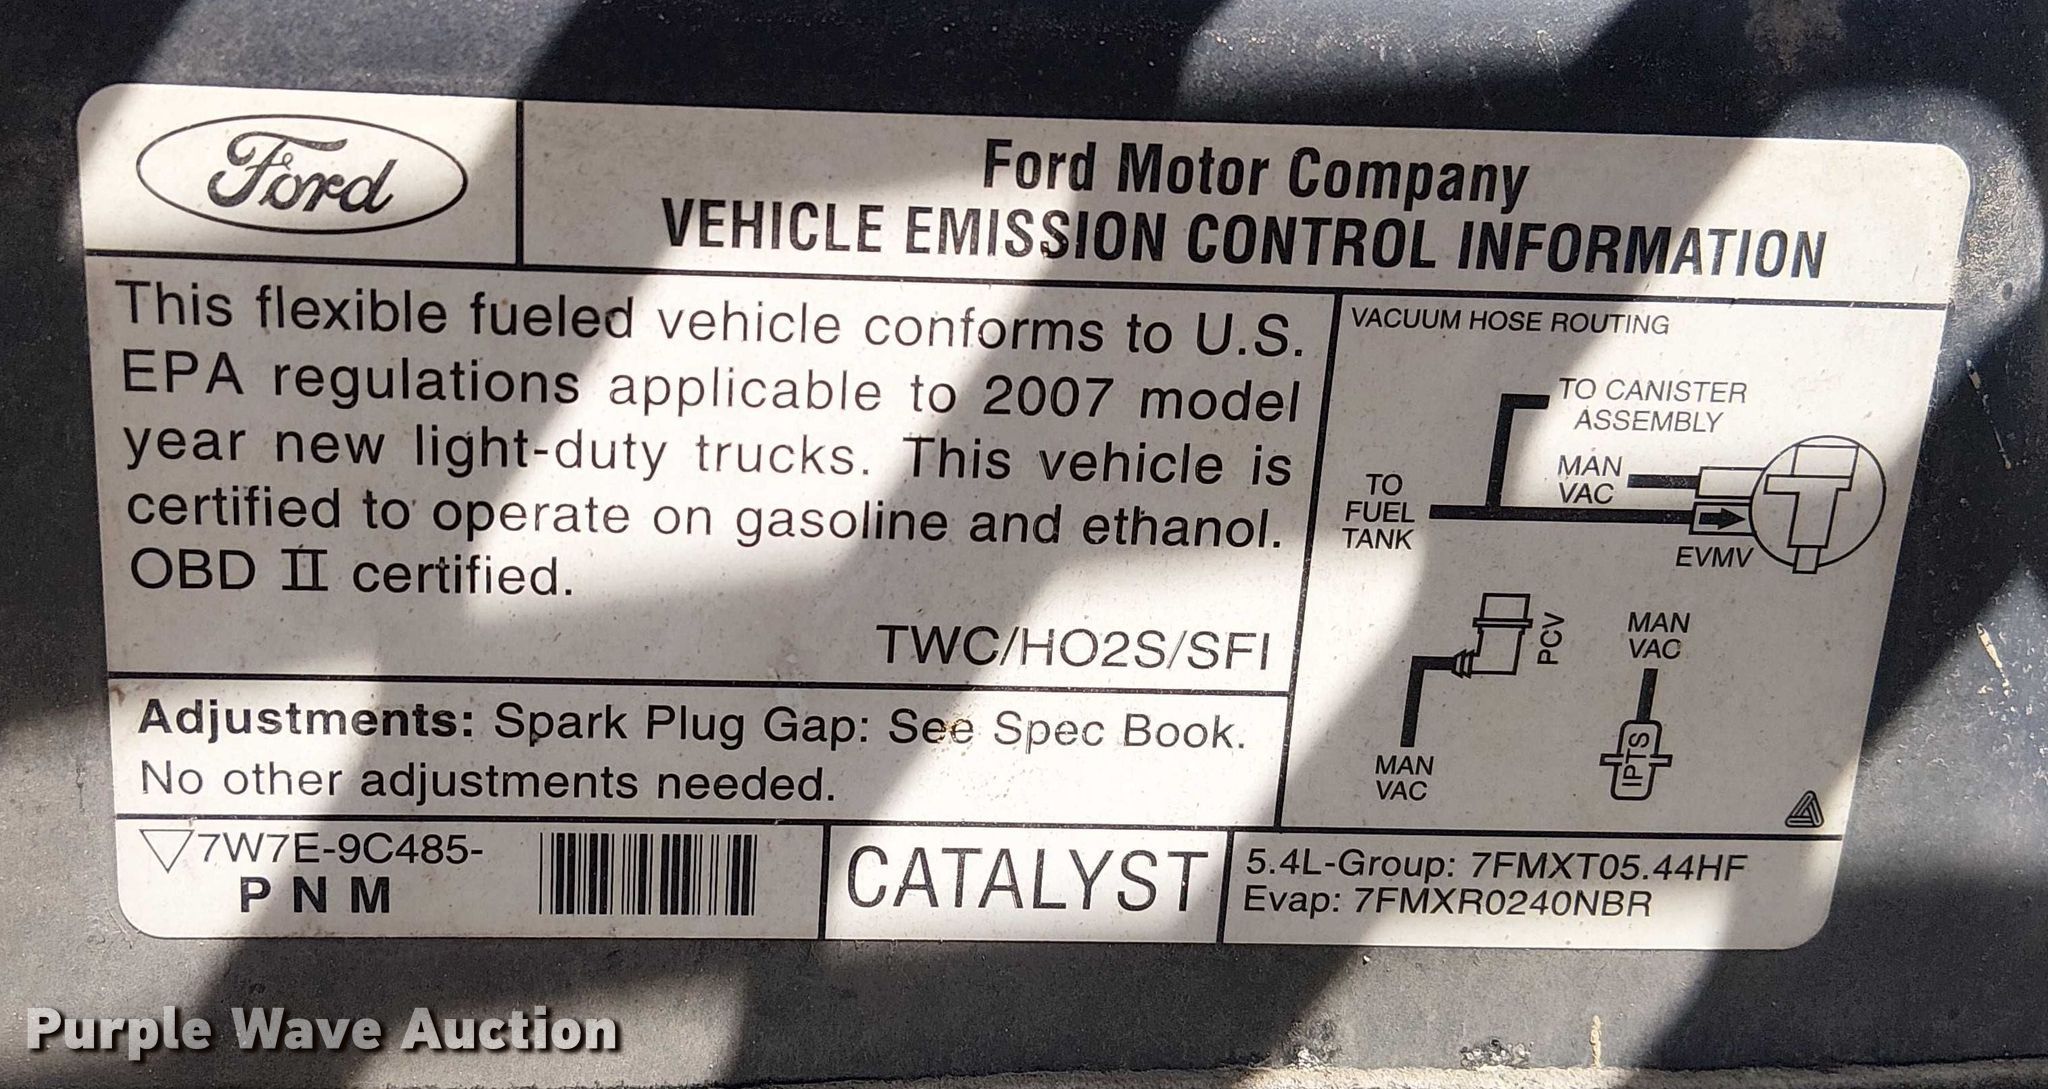 Ford
Ford Motor Company
VEHICLE EMISSION CONTROL INFORMATION
This flexible fueled vehicle conforms to U.S.
EPA regulations applicable to 2007 model
year new light-duty trucks. This vehicle is
certified to operate on gasoline and ethanol.
OBD II certified.
TWC/HO2S/SFI
Adjustments: Spark Plug Gap: See Spec Book.
No other adjustments needed.
VACUUM HOSE ROUTING
TO CANISTER
ASSEMBLY
MAN
VAC
TO
FUEL
TANK
EVMV
PCV
MAN
VAC
MAN
VAC
IPTS
7W7E-9C485-
P N M
CATALYST
5.4L-Group: 7FMXT05.44HF
Evap: 7FMXR0240NBR
Purple Wave Auction